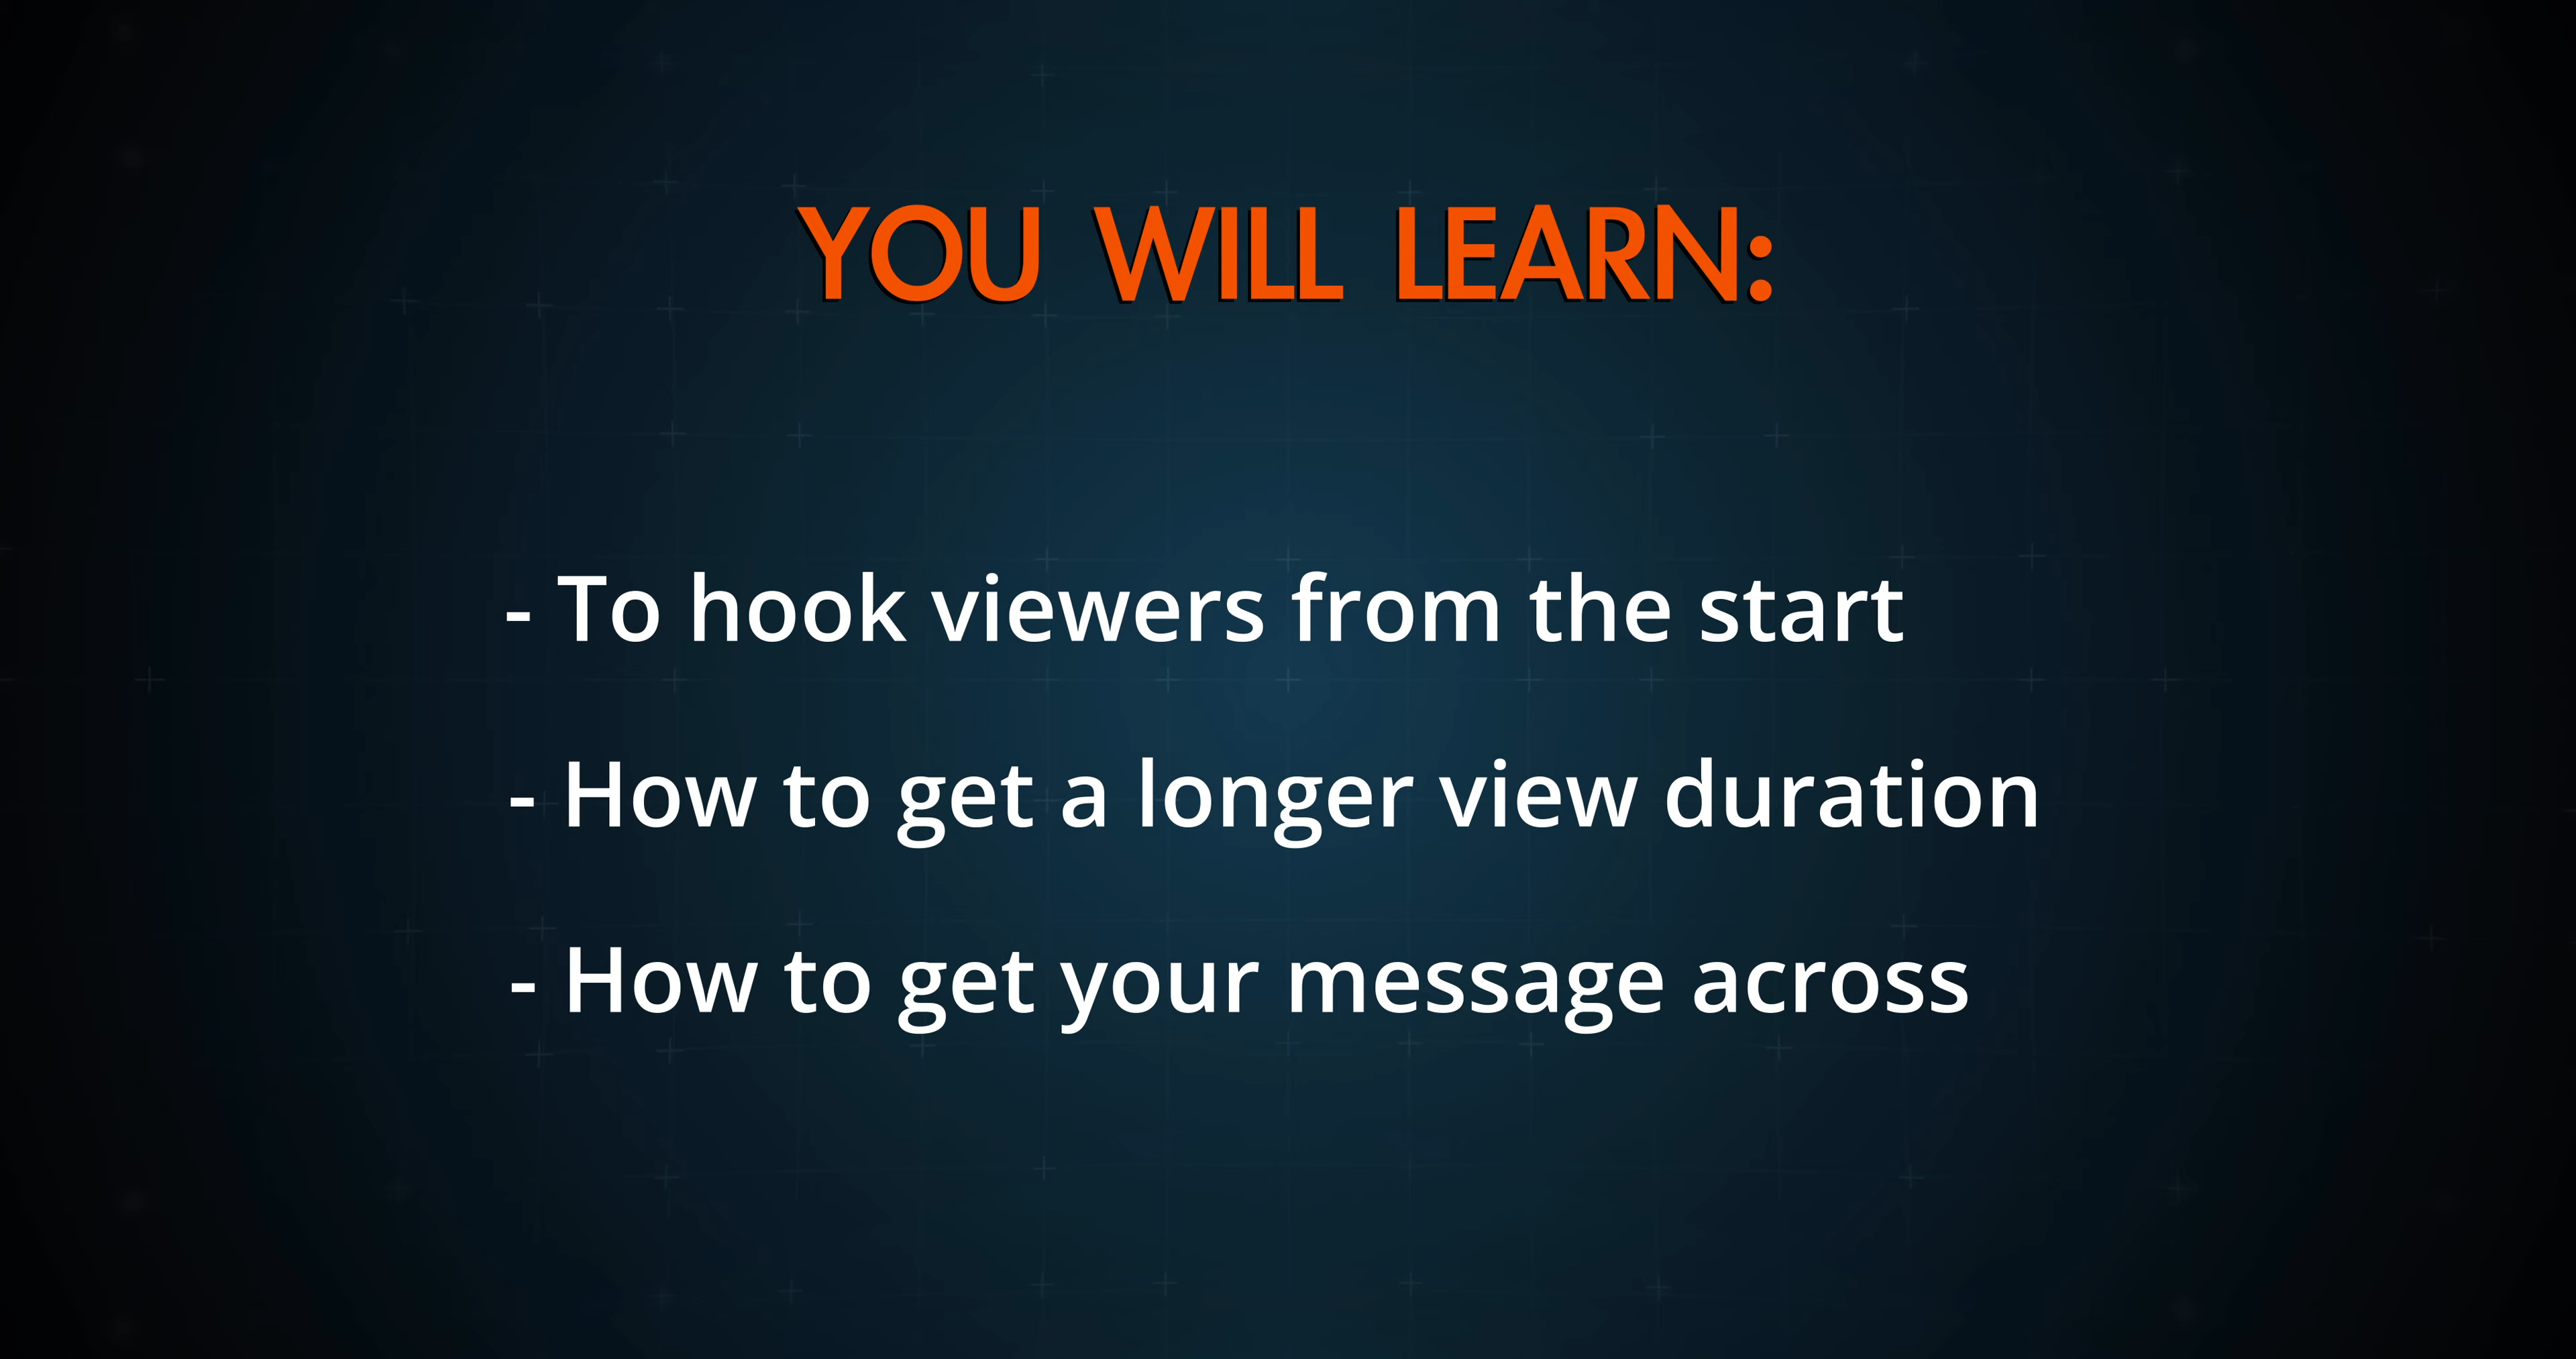 YOU WILL LEARN:
- To hook viewers from the start
- How to get a longer view duration
- How to get your message across